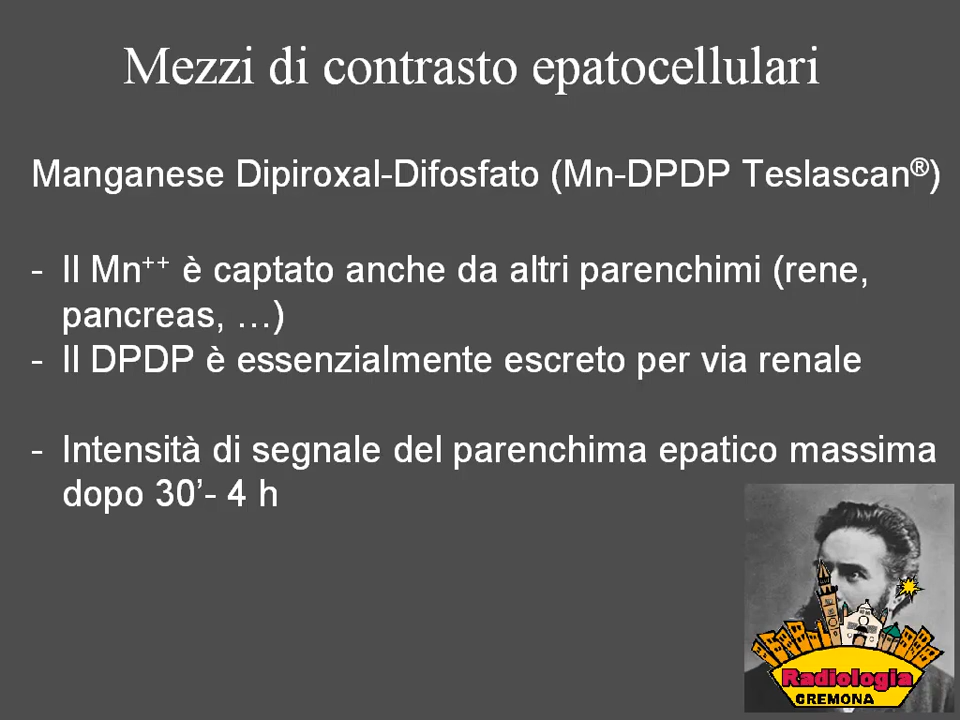 Mezzi di contrasto epatocellulari
Manganese Dipiroxal-Difosfato (Mn-DPDP Teslascan®)
- Il Mn⁺⁺ è captato anche da altri parenchimi (rene,
pancreas, …)
- Il DPDP è essenzialmente escreto per via renale
- Intensità di segnale del parenchima epatico massima
dopo 30’- 4 h
Radiologia
CREMONA